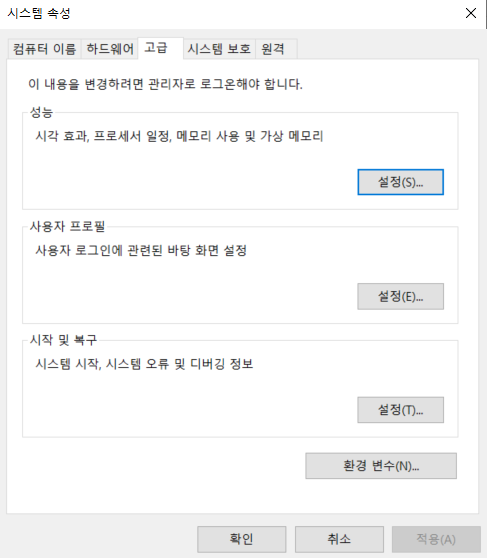 시스템 속성
컴퓨터 이름 하드웨어 고급 시스템 보호 원격
이 내용을 변경하려면 관리자로 로그온해야 합니다.
성능
시각 효과, 프로세서 일정, 메모리 사용 및 가상 메모리
설정(S)...
사용자 프로필
사용자 로그인에 관련된 바탕 화면 설정
설정(E)...
시작 및 복구
시스템 시작, 시스템 오류 및 디버깅 정보
설정(T)...
환경 변수(N)...
확인 취소 적용(A)